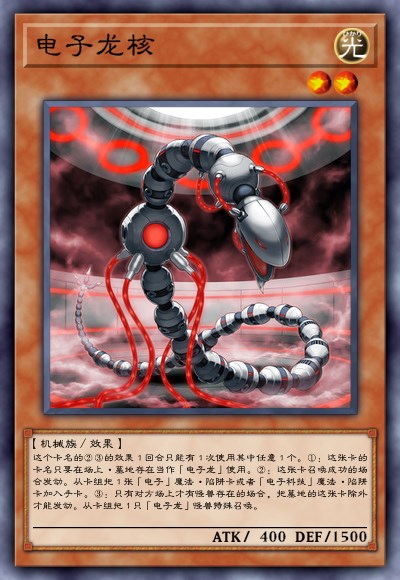 电子龙核
光
【机械族/效果】
这个卡名的②③的效果1回合只能有1次使用其中任意1个。①：这张卡的
卡名只要在场上·墓地存在当作「电子龙」使用。②：这张卡召唤成功的场
合发动。从卡组把1张「电子」魔法·陷阱卡或者「电子科技」魔法·陷阱
卡加入手卡。③：只有对方场上才有怪兽存在的场合，把墓地的这张卡除外
才能发动。从卡组把1只「电子龙」怪兽特殊召唤。
ATK/ 400 DEF/1500